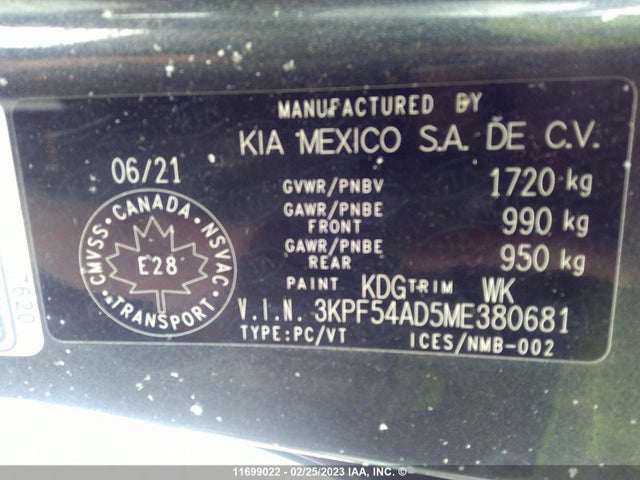 MANUFACTURED BY
KIA MEXICO S.A. DE C.V.
06/21
GVWR/PNBV 1720 kg
GAWR/PNBE FRONT 990 kg
GAWR/PNBE REAR 950 kg
PAINT KDG TRIM WK
V.I.N. 3KPF54AD5ME380681
TYPE:PC/VT ICES/NMB-002
CMVSS · CANADA · NSVAC
E28
TRANSPORT
11699022 - 02/25/2023 IAA, Inc.